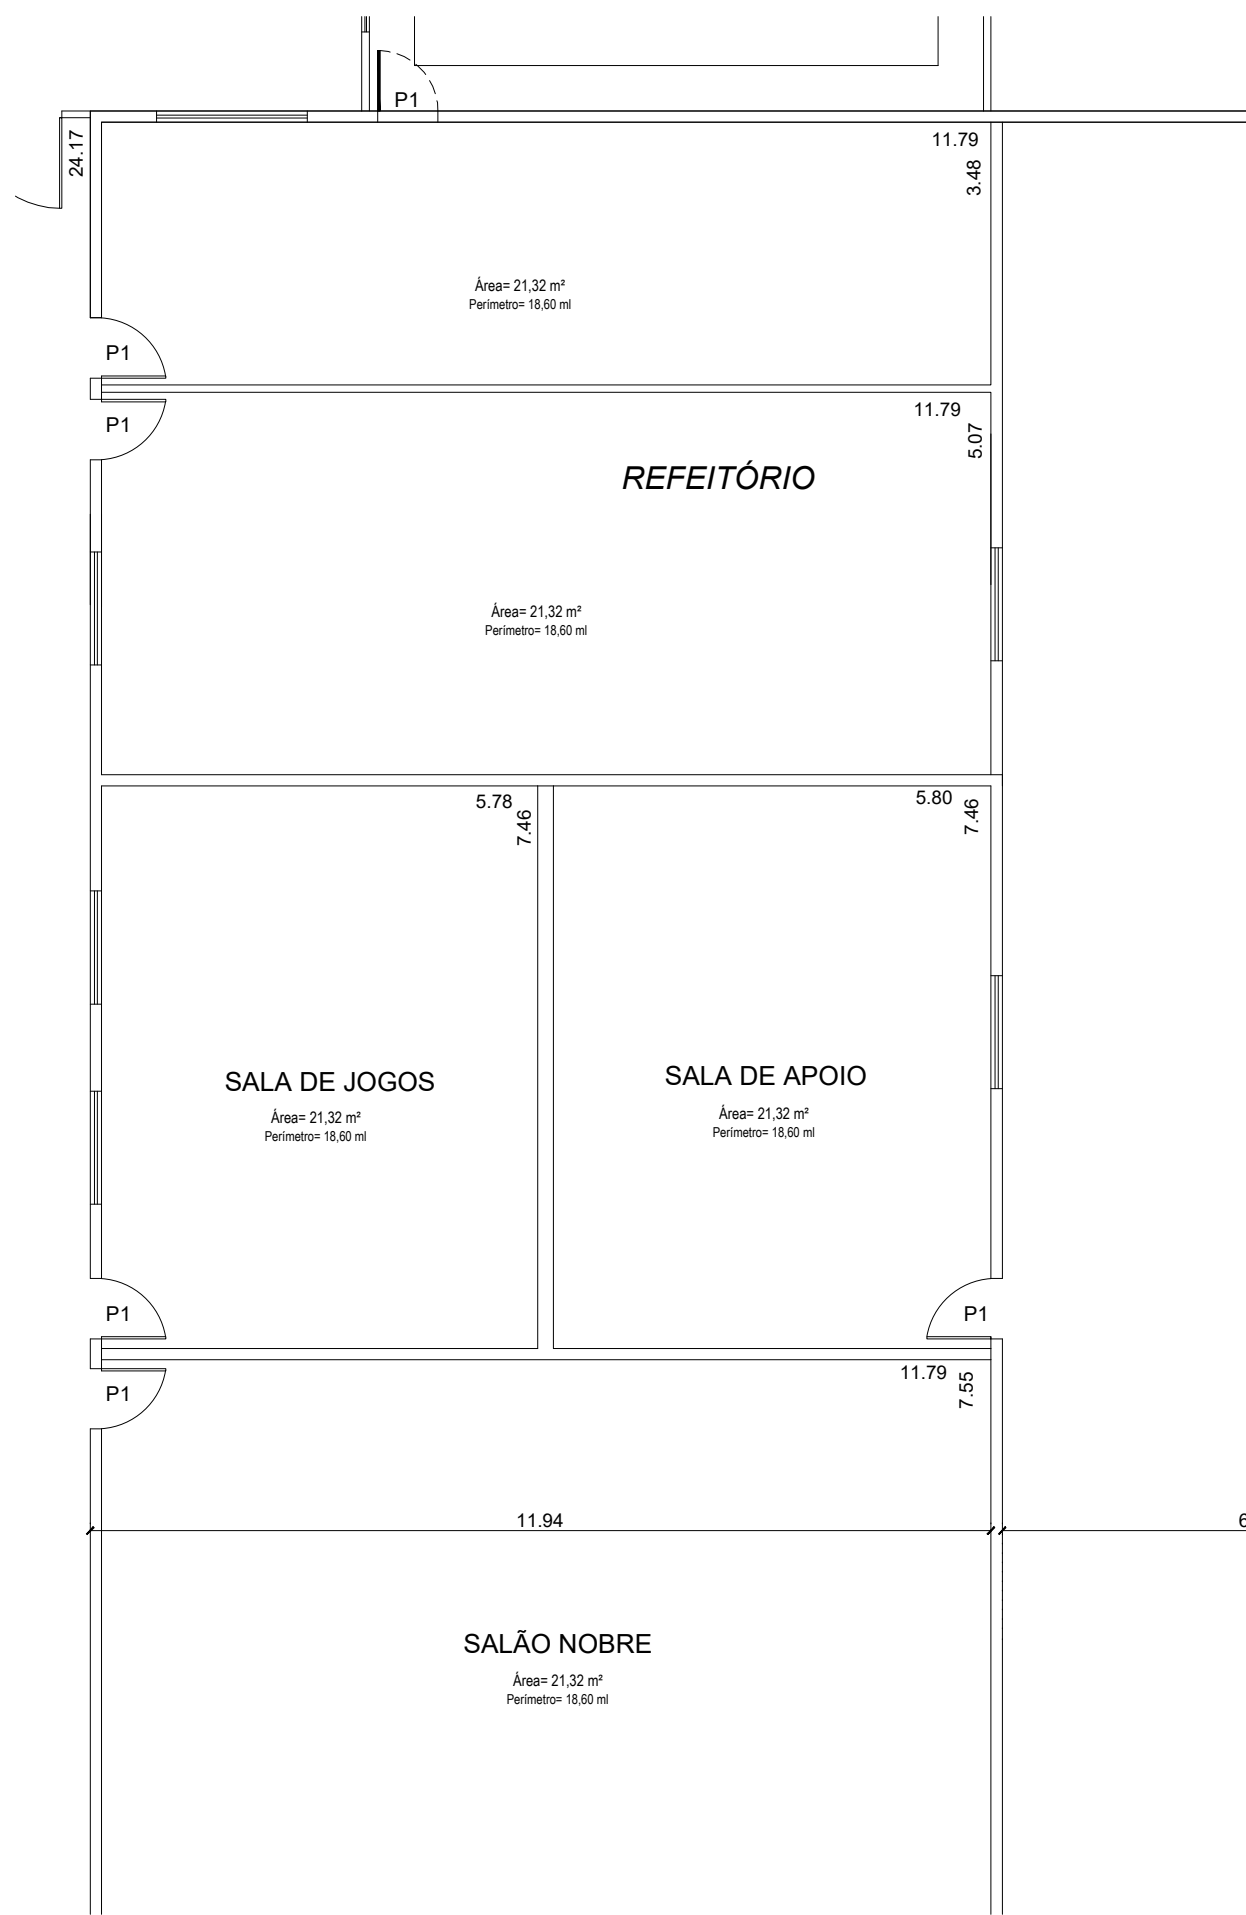 P1
24.17
11.79
3.48
Área= 21,32 m²
Perímetro= 18,60 ml
P1
P1
11.79
5.07
REFEITÓRIO
Área= 21,32 m²
Perímetro= 18,60 ml
5.78
7.46
5.80
7.46
SALA DE JOGOS
Área= 21,32 m²
Perímetro= 18,60 ml
SALA DE APOIO
Área= 21,32 m²
Perímetro= 18,60 ml
P1
P1
P1
11.79
7.55
11.94
6
SALÃO NOBRE
Área= 21,32 m²
Perímetro= 18,60 ml